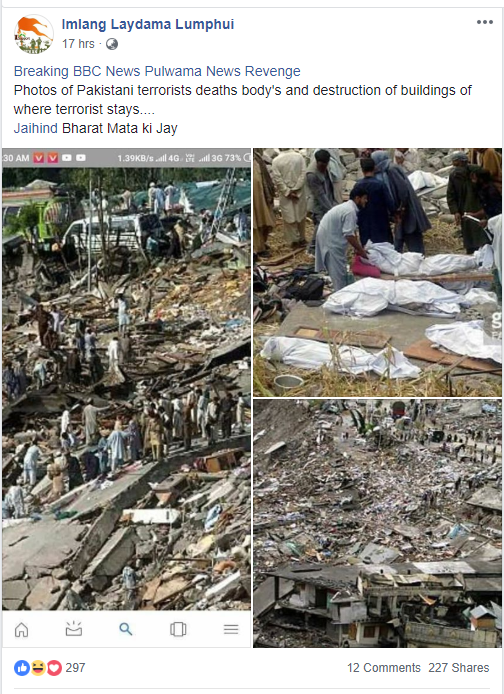 Imlang Laydama Lumphui
17 hrs ·
Breaking BBC News Pulwama News Revenge
Photos of Pakistani terrorists deaths body's and destruction of buildings of
where terrorist stays....
Jaihind Bharat Mata ki Jay
:30 AM 1.39KB/s 4G 3G 73%
297
12 Comments 227 Shares